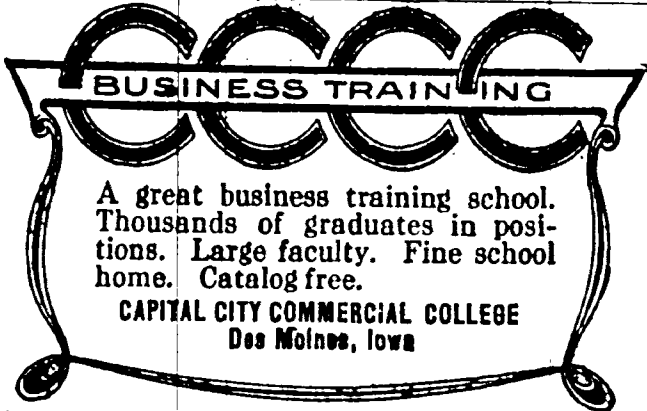 CCCC
BUSINESS TRAINING
A great business training school.
Thousands of graduates in posi-
tions. Large faculty. Fine school
home. Catalog free.
CAPITAL CITY COMMERCIAL COLLEGE
Des Moines, Iowa